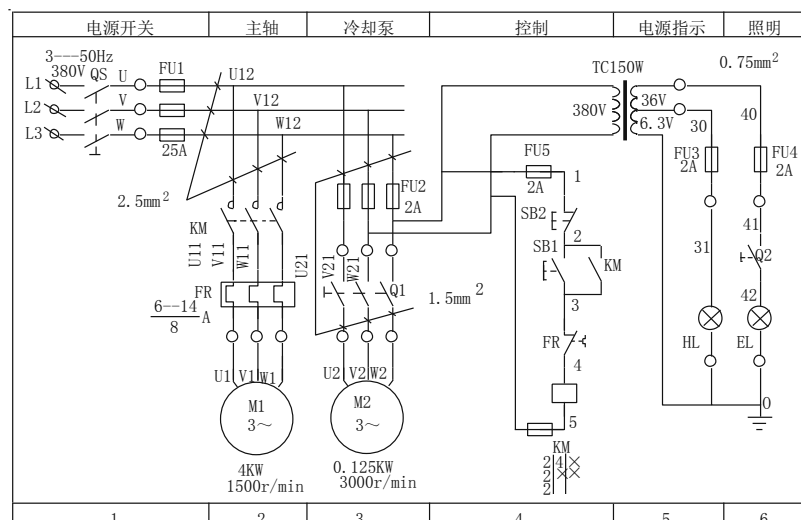 电源开关 主轴 冷却泵 控制 电源指示 照明
3---50Hz
380V QS U FU1 U12 TC150W 0.75mm²
L1
L2 V V12 380V 36V 40
L3 W W12 6.3V 30
25A FU5 FU3 FU4
2A 1 2A 2A
2.5mm² FU2
2A SB2
KM 2 41
U11 V11 W11 U21 V21 W21 SB1 KM 31 Q2
FR Q1 1.5mm² 3 42
6--14
8 A
FR HL EL
U1 V1 W1 U2 V2 W2 4
M1 M2 0
3～ 3～ 5
4KW 0.125KW KM
1500r/min 3000r/min 2 4 ×
2 × ×
2
1 2 3 4 5 6